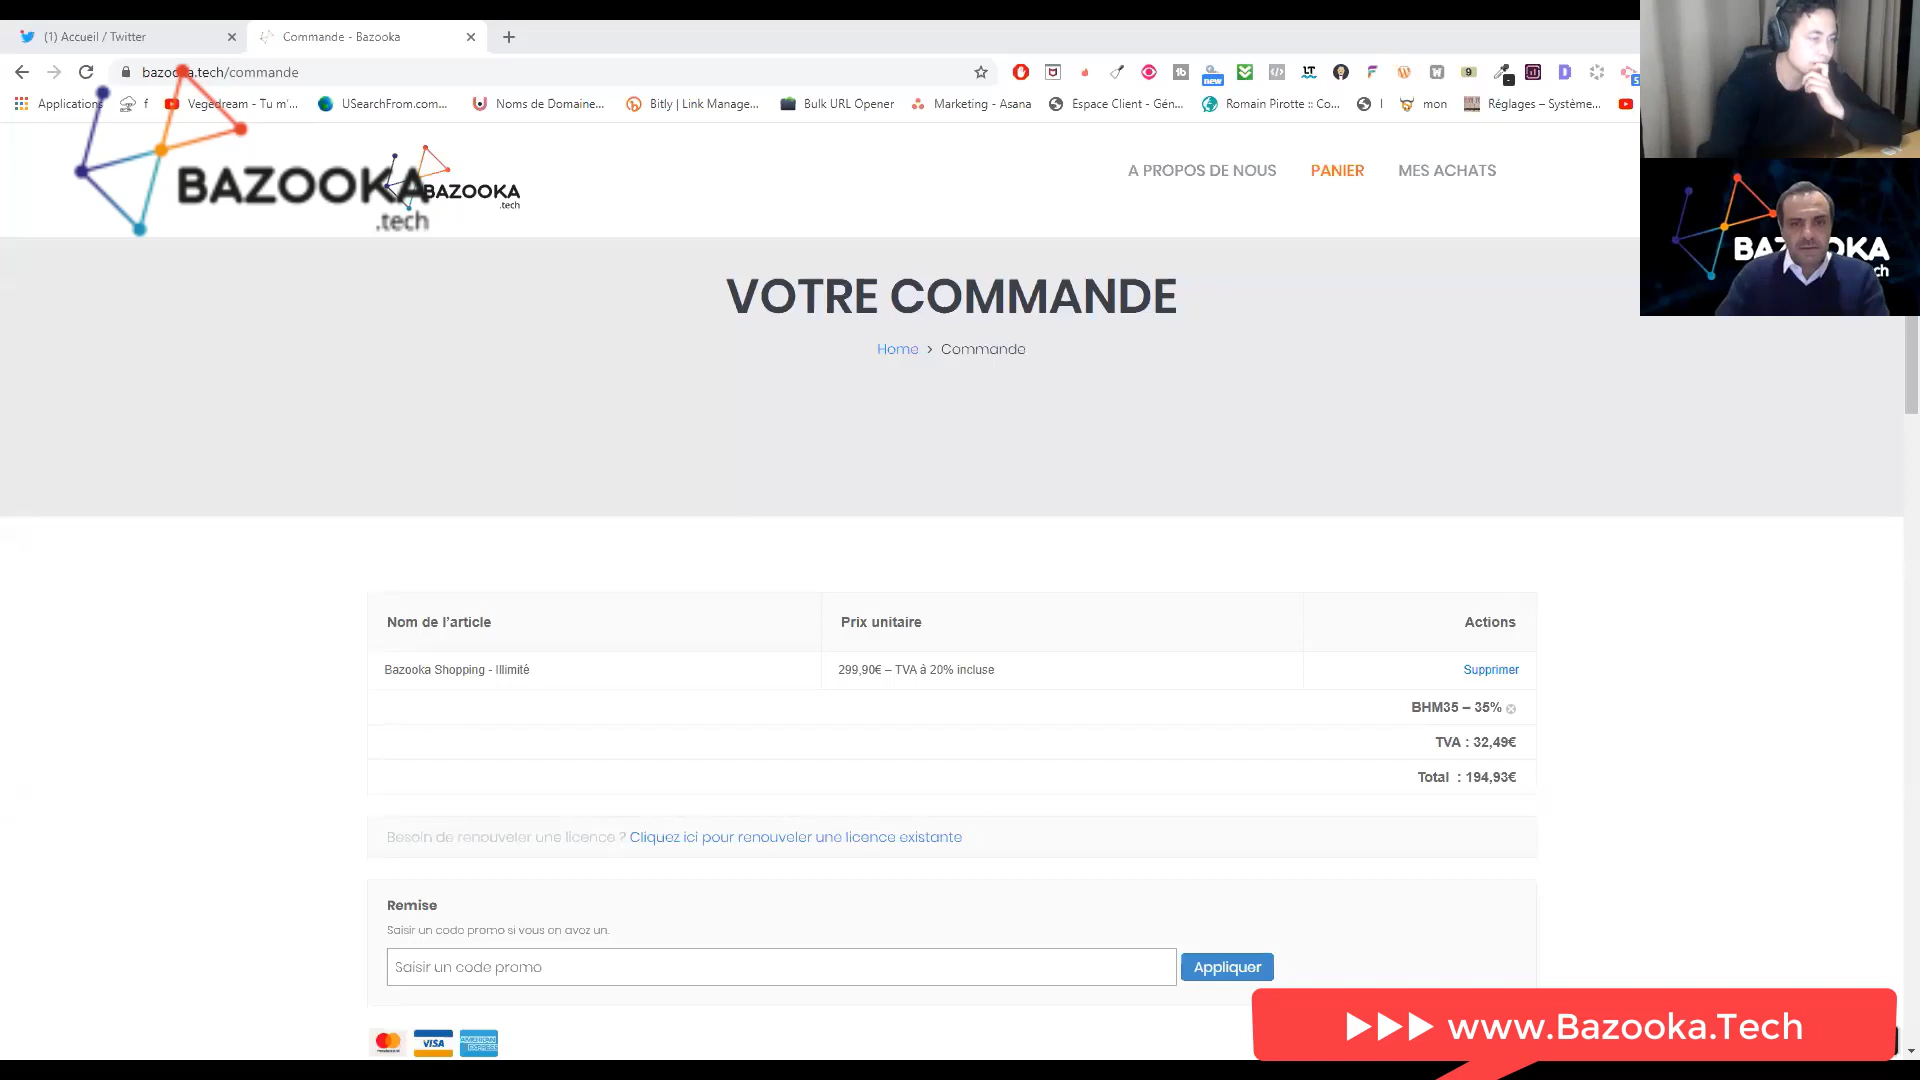 (1) Accueil / Twitter
Commande - Bazooka
bazooka.tech/commande
new
9
5
Applications
f
Vegedream - Tu m'...
USearchFrom.com...
Noms de Domaine...
Bitly | Link Manage...
Bulk URL Opener
Marketing - Asana
Espace Client - Gén...
Romain Pirotte :: Co...
I
mon
Réglages – Système...
BAZOOKA
.tech
BAZOOKA
.tech
A PROPOS DE NOUS
PANIER
MES ACHATS
VOTRE COMMANDE
Home > Commande
Nom de l'article
Prix unitaire
Actions
Bazooka Shopping - Illimité
299,90€ – TVA à 20% incluse
Supprimer
BHM35 – 35%
TVA : 32,49€
Total : 194,93€
Besoin de renouveler une licence ? Cliquez ici pour renouveler une licence existante
Remise
Saisir un code promo si vous en avez un.
Saisir un code promo
Appliquer
VISA
AMERICAN EXPRESS
www.Bazooka.Tech